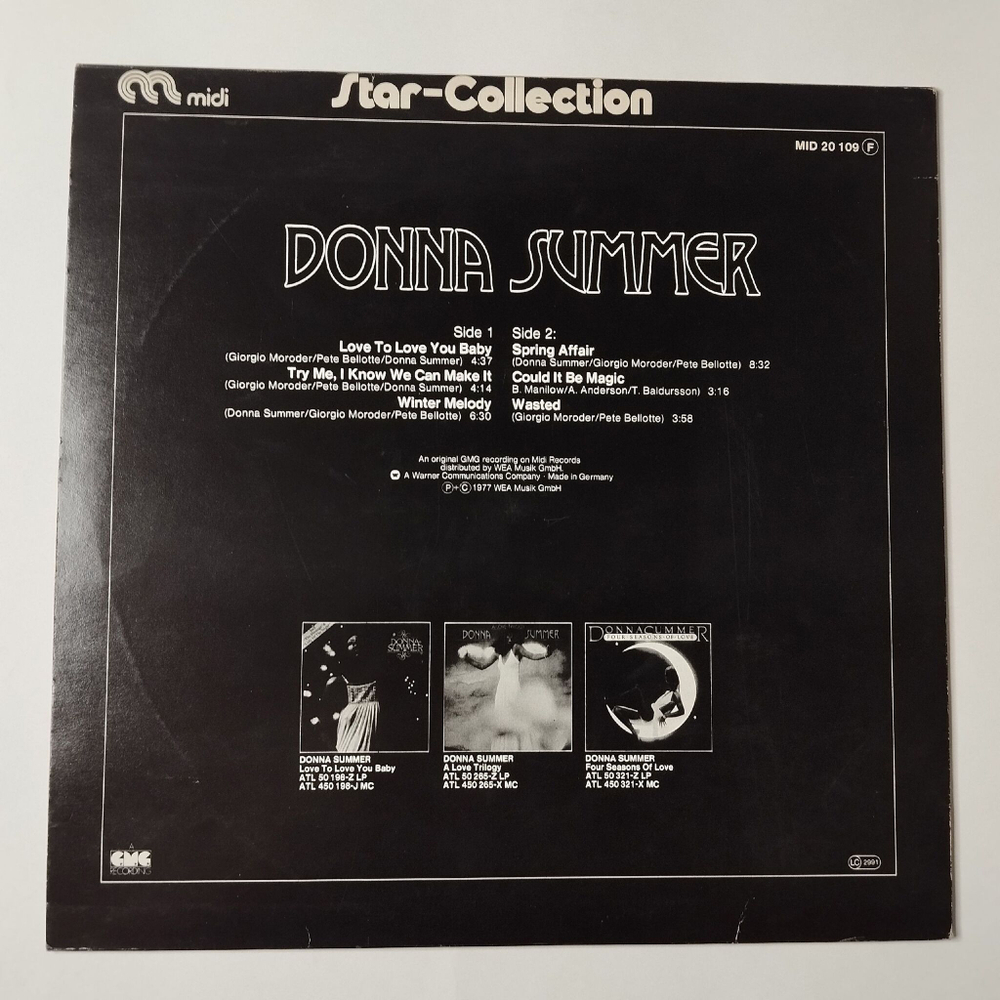 midi
Star-Collection
MID 20 109 F
DONNA SUMMER
Side 1
Love To Love You Baby
(Giorgio Moroder/Pete Bellotte/Donna Summer) 4:37
Try Me, I Know We Can Make It
(Giorgio Moroder/Pete Bellotte/Donna Summer) 4:14
Winter Melody
(Donna Summer/Giorgio Moroder/Pete Bellotte) 6:30
Side 2:
Spring Affair
(Donna Summer/Giorgio Moroder/Pete Bellotte) 8:32
Could It Be Magic
B. Manilow/A. Anderson/T. Baldursson) 3:16
Wasted
(Giorgio Moroder/Pete Bellotte) 3:58
An original GMG recording on Midi Records
distributed by WEA Musik GmbH.
A Warner Communications Company · Made in Germany
Ⓟ+Ⓒ 1977 WEA Musik GmbH
DONNA
SUMMER
DONNA SUMMER
Love To Love You Baby
ATL 50 198-Z LP
ATL 450 198-J MC
DONNA SUMMER
DONNA SUMMER
A Love Trilogy
ATL 50 265-Z LP
ATL 450 265-X MC
DONNA SUMMER
FOUR SEASONS OF LOVE
DONNA SUMMER
Four Seasons Of Love
ATL 50 321-Z LP
ATL 450 321-X MC
A
GMG
RECORDING
LC 2991